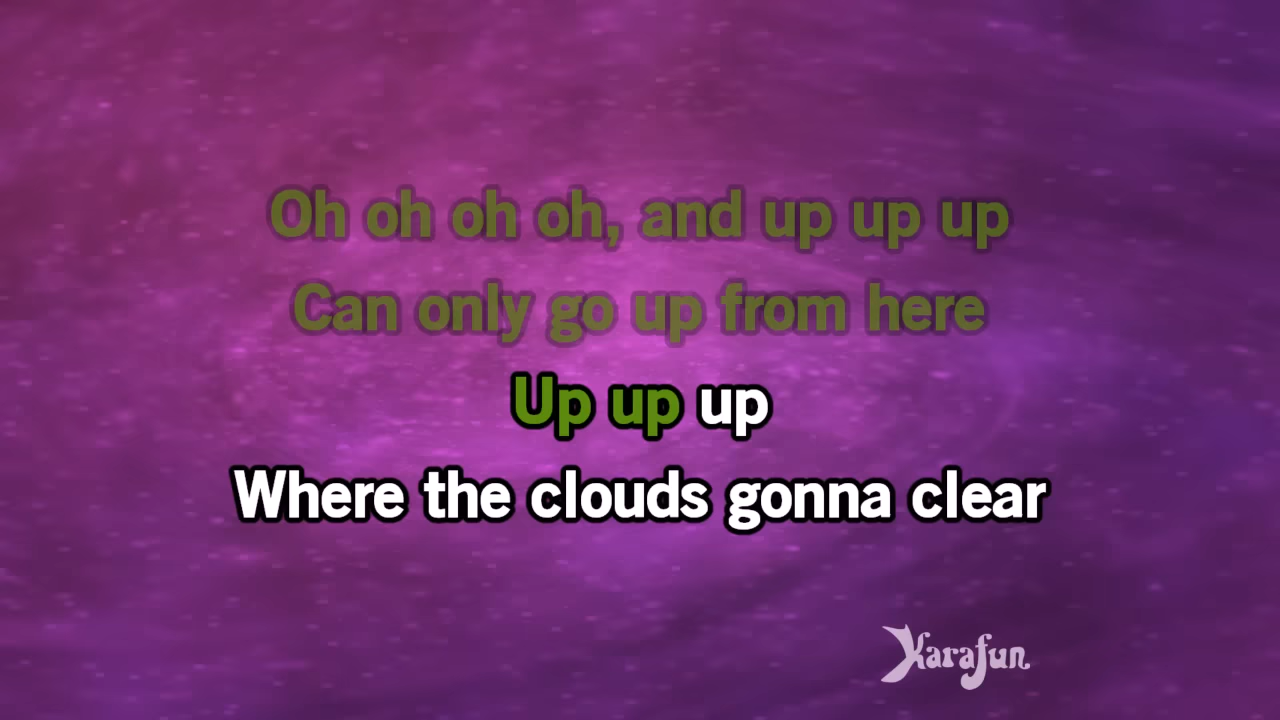 Oh oh oh oh, and up up up
Can only go up from here
Up up up
Where the clouds gonna clear
Karafun